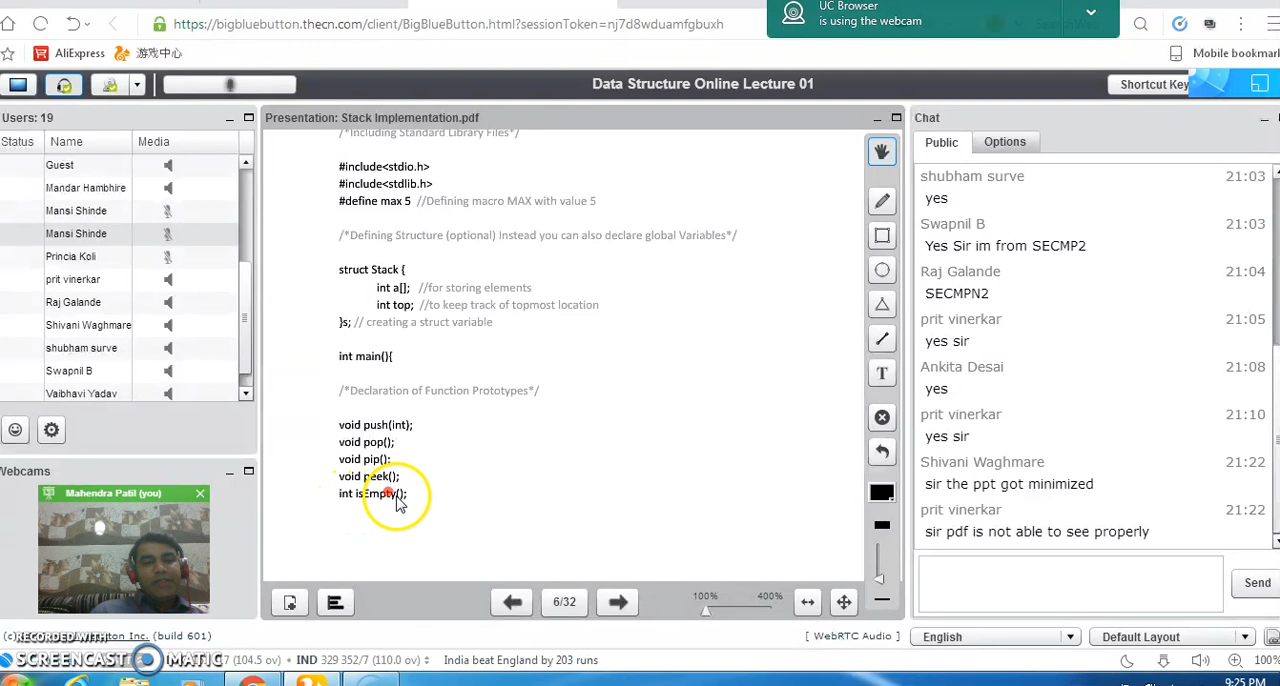 UC Browser
is using the webcam
https://bigbluebutton.thecn.com/client/BigBlueButton.html?sessionToken=nj7d8wduamfgbuxh
AliExpress
游戏中心
Mobile bookmar
Data Structure Online Lecture 01
Shortcut Key
Users: 19
Status Name Media
Guest
Mandar Hambhire
Mansi Shinde
Mansi Shinde
Princia Koli
prit vinerkar
Raj Galande
Shivani Waghmare
shubham surve
Swapnil B
Vaibhavi Yadav
Webcams
Mahendra Patil (you)
Presentation: Stack Implementation.pdf
/*Including Standard Library Files*/
#include<stdio.h>
#include<stdlib.h>
#define max 5 //Defining macro MAX with value 5
/*Defining Structure (optional) Instead you can also declare global Variables*/
struct Stack {
int a[]; //for storing elements
int top; //to keep track of topmost location
}s; // creating a struct variable
int main(){
/*Declaration of Function Prototypes*/
void push(int);
void pop();
void pip();
void peek();
int isEmpty();
T
6/32
100%
400%
Chat
Public
Options
shubham surve 21:03
yes
Swapnil B 21:03
Yes Sir im from SECMP2
Raj Galande 21:04
SECMPN2
prit vinerkar 21:05
yes sir
Ankita Desai 21:08
yes
prit vinerkar 21:10
yes sir
Shivani Waghmare 21:22
sir the ppt got minimized
prit vinerkar 21:22
sir pdf is not able to see properly
Send
Inc. (build 601)
RECORDED WITH
SCREENCAST MATIC
[ WebRTC Audio ]
English
Default Layout
/7 (104.5 ov) • IND 329 352/7 (110.0 ov)
India beat England by 203 runs
100%
9:25 PM